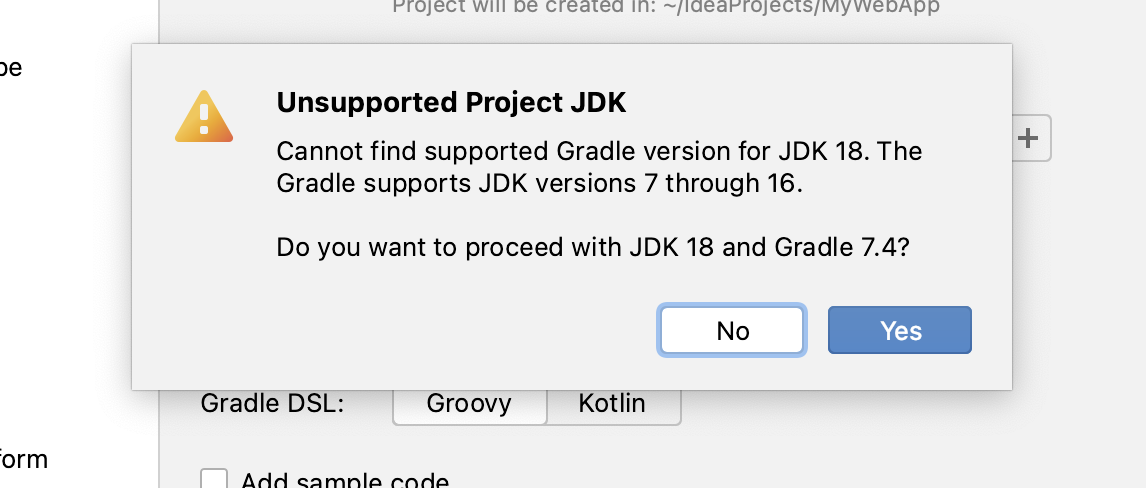 Project will be created in: ~/IdeaProjects/MyWebApp
Unsupported Project JDK
Cannot find supported Gradle version for JDK 18. The
Gradle supports JDK versions 7 through 16.
Do you want to proceed with JDK 18 and Gradle 7.4?
No
Yes
Gradle DSL:
Groovy
Kotlin
Add sample code